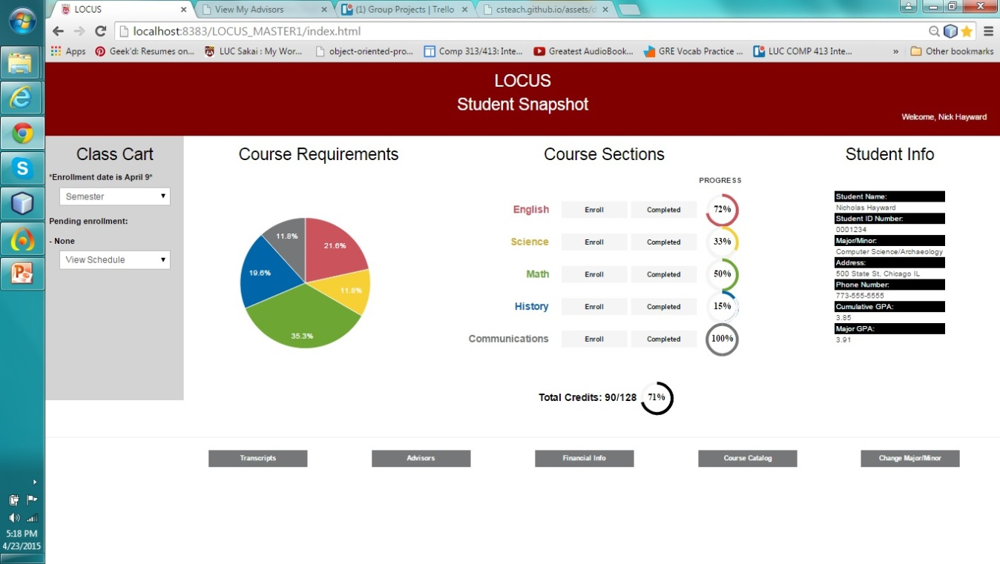 LOCUS
View My Advisors
(1) Group Projects | Trello
csteach.github.io/assets/d
localhost:8383/LOCUS_MASTER1/index.html
Apps Geek'd: Resumes on... LUC Sakai : My Wor... object-oriented-pro... Comp 313/413: Inte... Greatest AudioBook... GRE Vocab Practice ... LUC COMP 413 Inte... » Other bookmarks
LOCUS
Student Snapshot
Welcome, Nick Hayward
Class Cart
*Enrollment date is April 9*
Semester
Pending enrollment:
- None
View Schedule
Course Requirements
21.6%
11.8%
35.3%
19.6%
11.8%
Course Sections
PROGRESS
English Enroll Completed 72%
Science Enroll Completed 33%
Math Enroll Completed 50%
History Enroll Completed 15%
Communications Enroll Completed 100%
Total Credits: 90/128 71%
Student Info
Student Name:
Nicholas Hayward
Student ID Number:
0001234
Major/Minor:
Computer Science/Archaeology
Address:
500 State St, Chicago IL
Phone Number:
773-555-5555
Cumulative GPA:
3.85
Major GPA:
3.91
Transcripts Advisors Financial Info Course Catalog Change Major/Minor
5:18 PM
4/23/2015